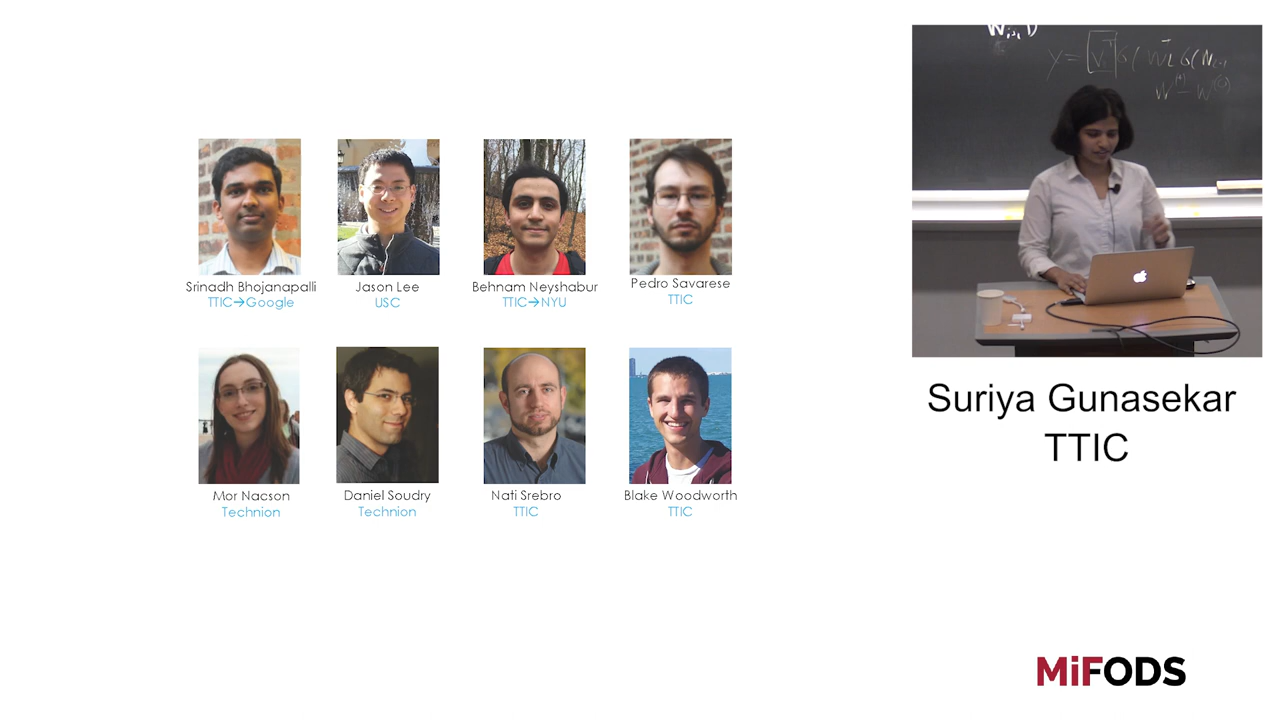 Srinadh Bhojanapalli
TTIC→Google
Jason Lee
USC
Behnam Neyshabur
TTIC→NYU
Pedro Savarese
TTIC
Mor Nacson
Technion
Daniel Soudry
Technion
Nati Srebro
TTIC
Blake Woodworth
TTIC
Suriya Gunasekar
TTIC
MiFODS